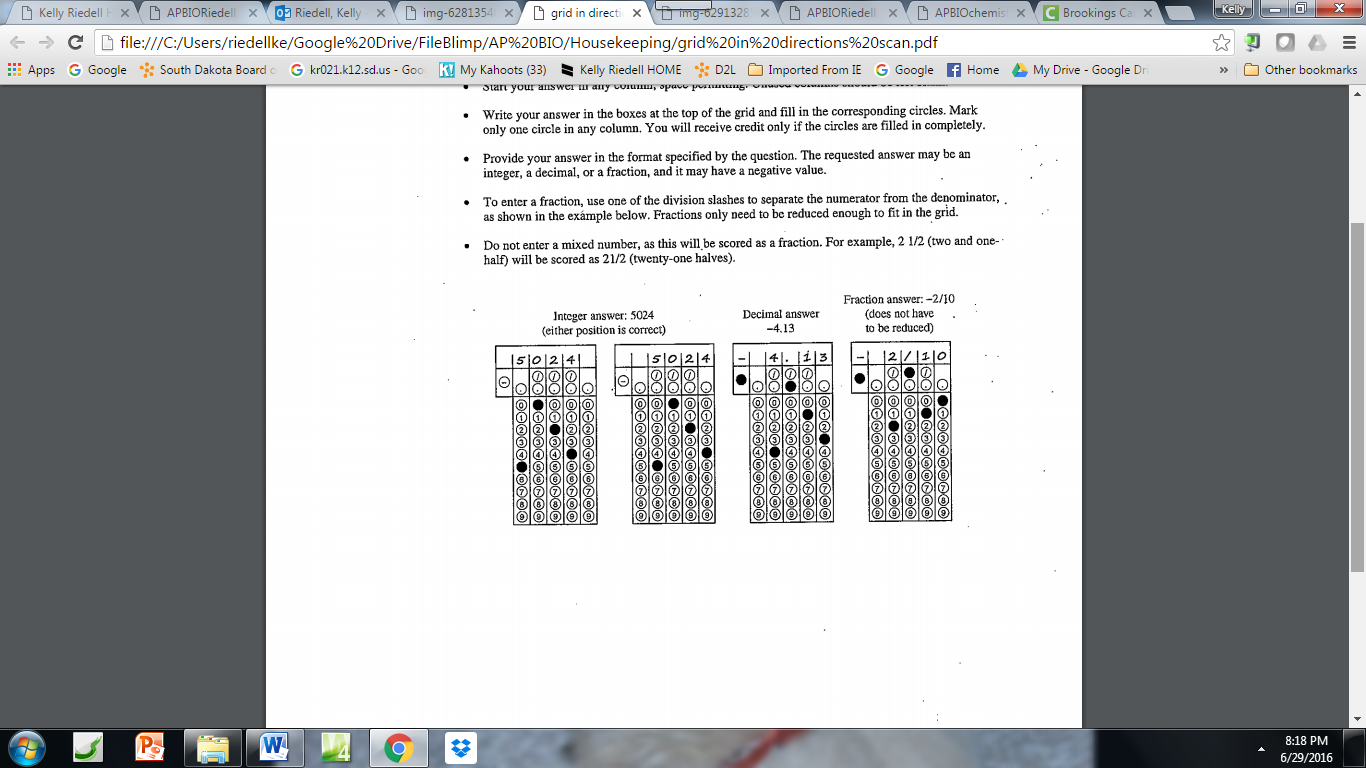 Kelly Riedell H
APBIORiedell
Riedell, Kelly
img-6281354
grid in directi
img-6291328
APBIORiedell
APBIOchemist
Brookings Ca
Kelly
file:///C:/Users/riedellke/Google%20Drive/FileBlimp/AP%20BIO/Housekeeping/grid%20in%20directions%20scan.pdf
Apps Google South Dakota Board o kr021.k12.sd.us - Goo My Kahoots (33) Kelly Riedell HOME D2L Imported From IE Google Home My Drive - Google Dri » Other bookmarks
• Start your answer in any column, space permitting.
• Write your answer in the boxes at the top of the grid and fill in the corresponding circles. Mark
only one circle in any column. You will receive credit only if the circles are filled in completely.
• Provide your answer in the format specified by the question. The requested answer may be an
integer, a decimal, or a fraction, and it may have a negative value.
• To enter a fraction, use one of the division slashes to separate the numerator from the denominator,
as shown in the example below. Fractions only need to be reduced enough to fit in the grid.
• Do not enter a mixed number, as this will be scored as a fraction. For example, 2 1/2 (two and one-
half) will be scored as 21/2 (twenty-one halves).
Integer answer: 5024
(either position is correct)
Decimal answer
–4.13
Fraction answer: –2/10
(does not have
to be reduced)
5 0 2 4
5 0 2 4
- 4 . 1 3
- 2 / 1 0
8:18 PM
6/29/2016